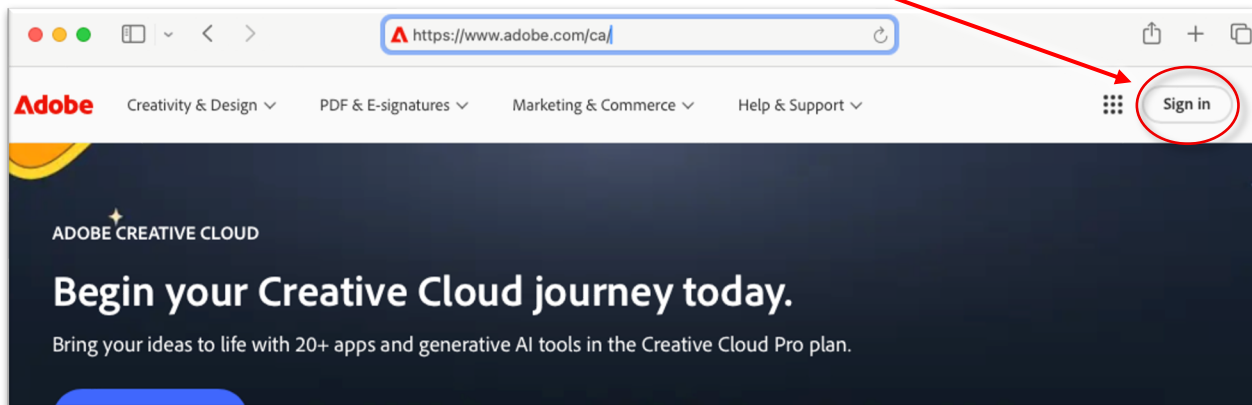 https://www.adobe.com/ca/
Adobe Creativity & Design PDF & E-signatures Marketing & Commerce Help & Support Sign in
ADOBE CREATIVE CLOUD
Begin your Creative Cloud journey today.
Bring your ideas to life with 20+ apps and generative AI tools in the Creative Cloud Pro plan.